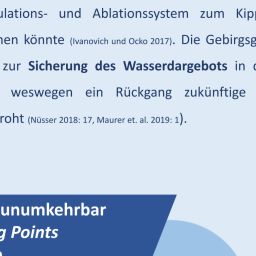 ulations- und Ablationssystem zum Kipp
nen könnte (Ivanovich und Ocko 2017). Die Gebirgsg
zur Sicherung des Wasserdargebots in d
weswegen ein Rückgang zukünftige
roht (Nüsser 2018: 17, Maurer et. al. 2019: 1).
unumkehrbar
g Points